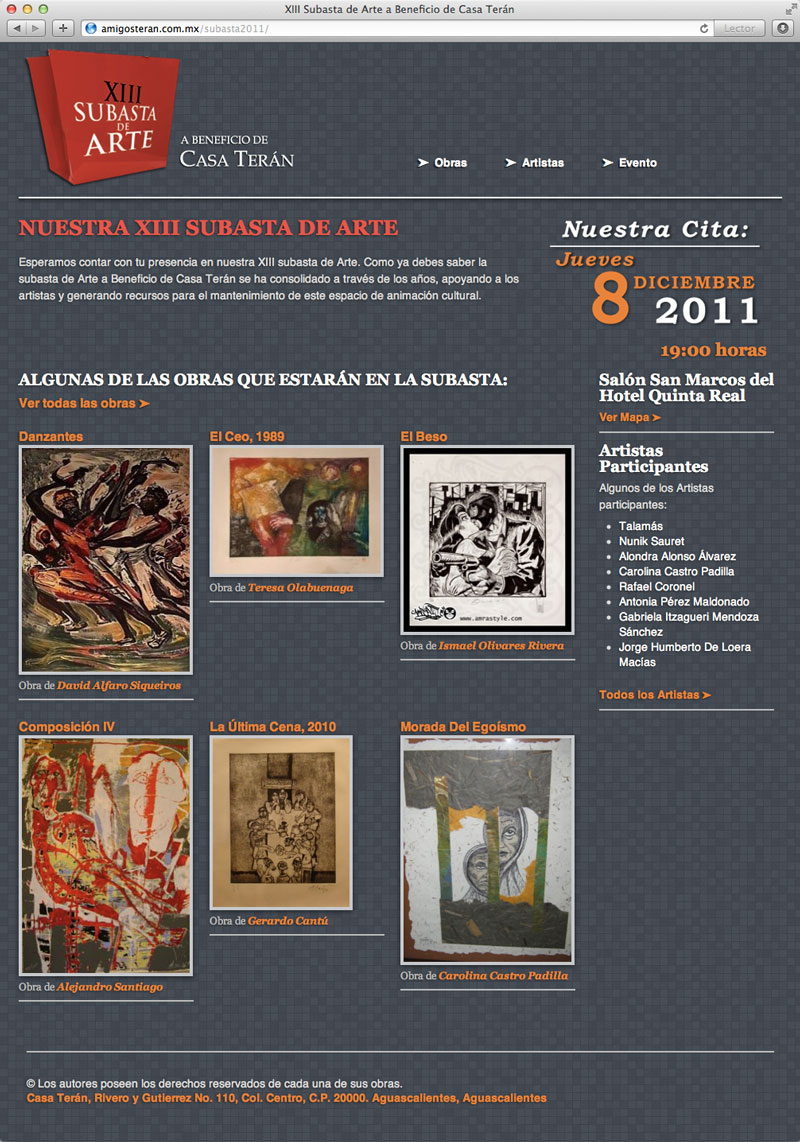 XIII Subasta de Arte a Beneficio de Casa Terán
amigosteran.com.mx/subasta2011/
Lector
XIII
SUBASTA
DE
ARTE
A BENEFICIO DE
CASA TERÁN
➤ Obras ➤ Artistas ➤ Evento
NUESTRA XIII SUBASTA DE ARTE
Esperamos contar con tu presencia en nuestra XIII subasta de Arte. Como ya debes saber la
subasta de Arte a Beneficio de Casa Terán se ha consolidado a través de los años, apoyando a los
artistas y generando recursos para el mantenimiento de este espacio de animación cultural.
Nuestra Cita:
Jueves
8 DICIEMBRE
2011
19:00 horas
ALGUNAS DE LAS OBRAS QUE ESTARÁN EN LA SUBASTA:
Ver todas las obras ➤
Danzantes
Obra de David Alfaro Siqueiros
El Ceo, 1989
Obra de Teresa Olabuenaga
El Beso
www.amrastyle.com
Obra de Ismael Olivares Rivera
Composición IV
Obra de Alejandro Santiago
La Última Cena, 2010
Obra de Gerardo Cantú
Morada Del Egoísmo
Obra de Carolina Castro Padilla
Salón San Marcos del
Hotel Quinta Real
Ver Mapa ➤
Artistas
Participantes
Algunos de los Artistas
participantes:
• Talamás
• Nunik Sauret
• Alondra Alonso Álvarez
• Carolina Castro Padilla
• Rafael Coronel
• Antonia Pérez Maldonado
• Gabriela Itzagueri Mendoza
Sánchez
• Jorge Humberto De Loera
Macías
Todos los Artistas ➤
© Los autores poseen los derechos reservados de cada una de sus obras.
Casa Terán, Rivero y Gutierrez No. 110, Col. Centro, C.P. 20000. Aguascalientes, Aguascalientes